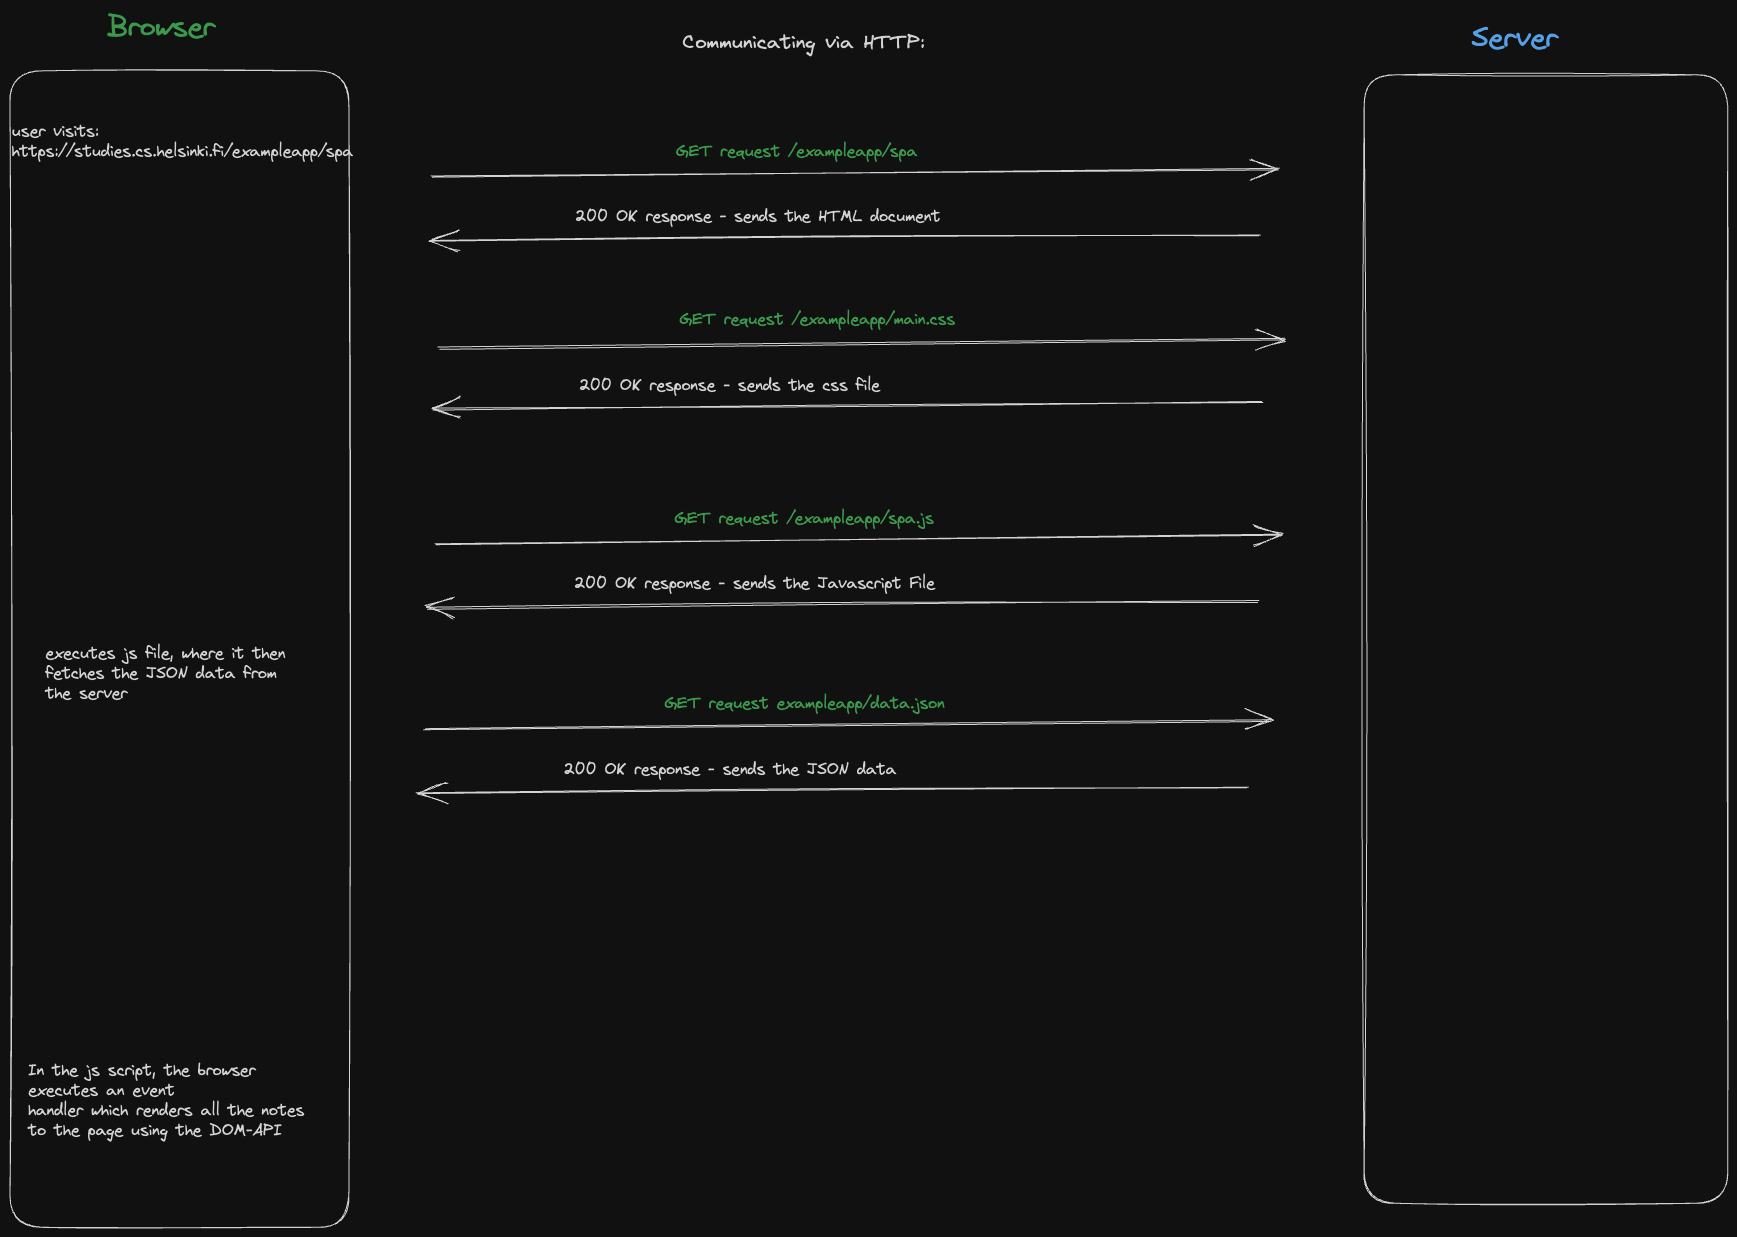 Browser
Communicating via HTTP:
Server
user visits:
https://studies.cs.helsinki.fi/exampleapp/spa
GET request /exampleapp/spa
200 OK response - sends the HTML document
GET request /exampleapp/main.css
200 OK response - sends the css file
GET request /exampleapp/spa.js
200 OK response - sends the Javascript File
executes js file, where it then
fetches the JSON data from
the server
GET request exampleapp/data.json
200 OK response - sends the JSON data
In the js script, the browser
executes an event
handler which renders all the notes
to the page using the DOM-API